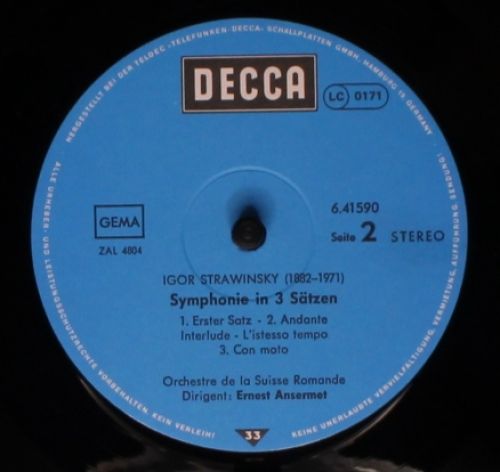 HERGESTELLT BEI DER TOLDEC »TELEFUNKEN-DECCA« SCHALLPLATTEN GMBH, HAMBURG 19 GERMANY
DECCA
LC 0171
GEMA
ZAL 4804
6.41590
Seite 2 STEREO
IGOR STRAWINSKY (1882–1971)
Symphonie in 3 Sätzen
1. Erster Satz - 2. Andante
Interlude - L'istesso tempo
3. Con moto
Orchestre de la Suisse Romande
Dirigent: Ernest Ansermet
33
ALLE URHEBER- UND LEISTUNGSSCHUTZRECHTE VORBEHALTEN. KEIN VERLEIH!
KEINE UNERLAUBTE VERVIELFÄLTIGUNG, VERMIETUNG, AUFFÜHRUNG, SENDUNG!